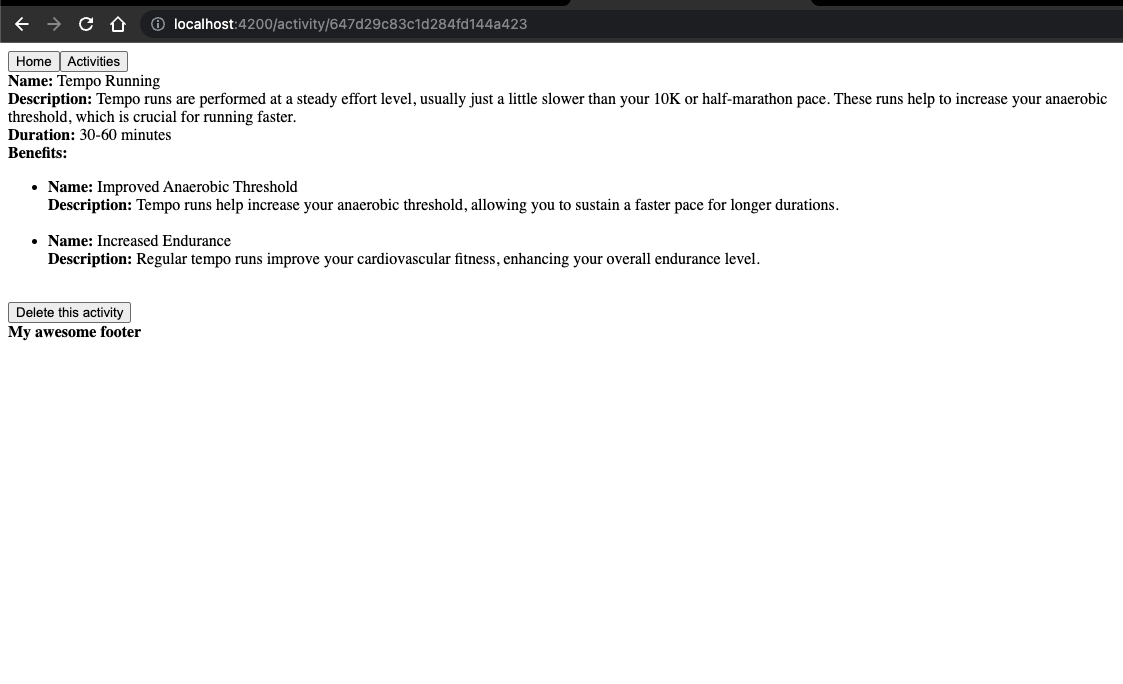 localhost:4200/activity/647d29c83c1d284fd144a423
Home Activities
Name: Tempo Running
Description: Tempo runs are performed at a steady effort level, usually just a little slower than your 10K or half-marathon pace. These runs help to increase your anaerobic
threshold, which is crucial for running faster.
Duration: 30-60 minutes
Benefits:
• Name: Improved Anaerobic Threshold
Description: Tempo runs help increase your anaerobic threshold, allowing you to sustain a faster pace for longer durations.
• Name: Increased Endurance
Description: Regular tempo runs improve your cardiovascular fitness, enhancing your overall endurance level.
Delete this activity
My awesome footer